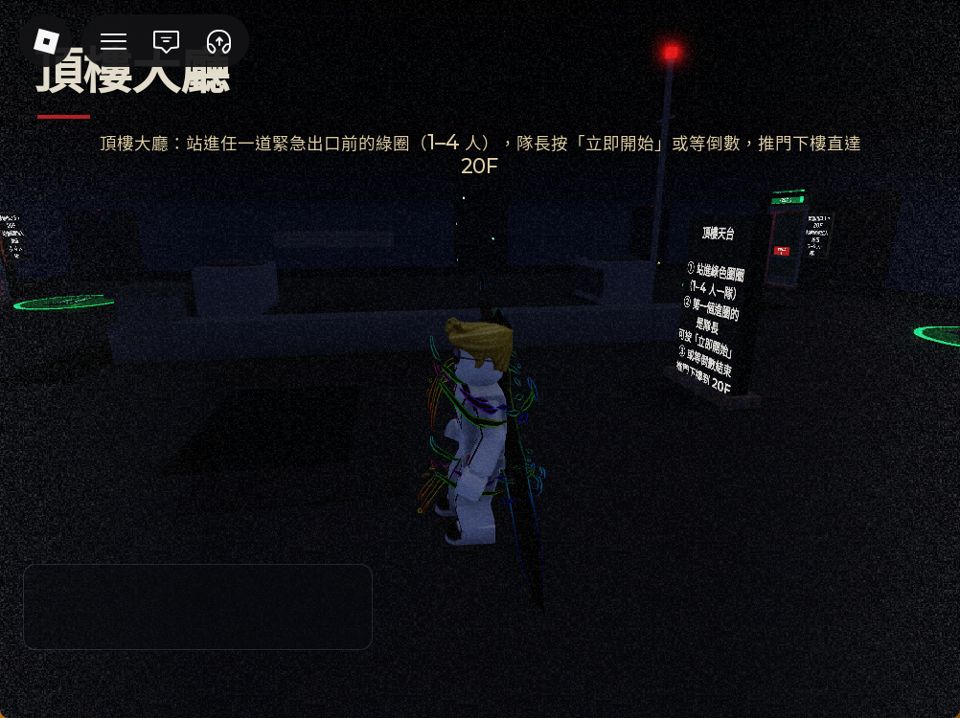 頂樓大廳
頂樓大廳：站進任一道緊急出口前的綠圈（1–4 人），隊長按「立即開始」或等倒數，推門下樓直達
20F
頂樓天台
① 站進綠色圈圈
（1–4 人一隊）
② 第一個進圈的
是隊長
可按「立即開始」
③ 或等倒數結束
推門下樓到 20F